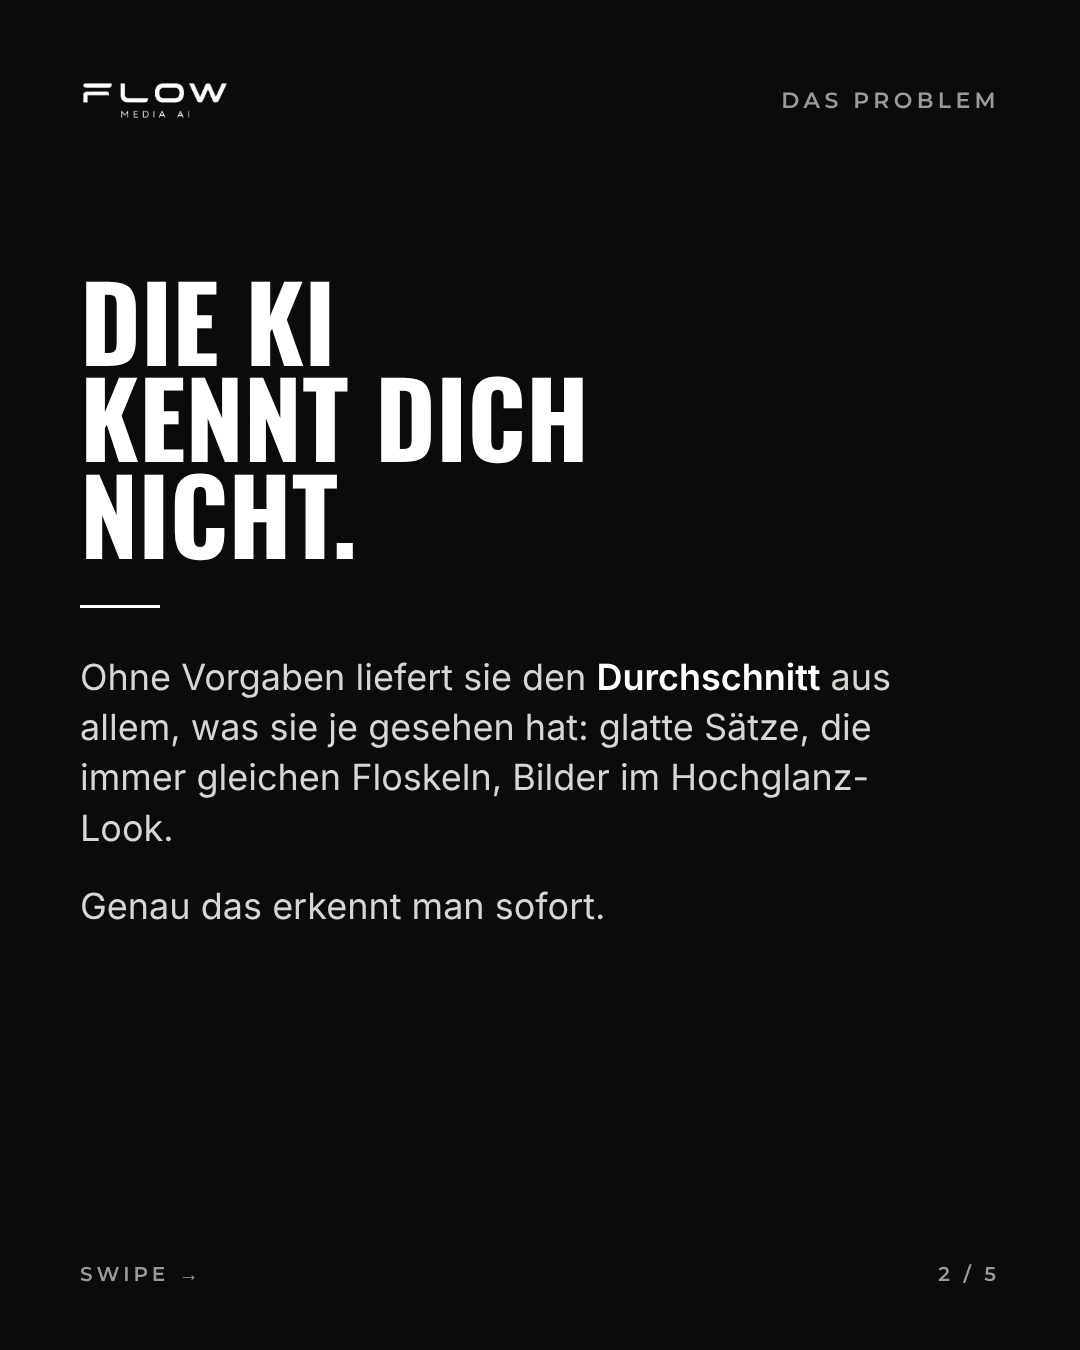 FLOW
MEDIA AI
DAS PROBLEM
DIE KI
KENNT DICH
NICHT.
Ohne Vorgaben liefert sie den Durchschnitt aus
allem, was sie je gesehen hat: glatte Sätze, die
immer gleichen Floskeln, Bilder im Hochglanz-
Look.
Genau das erkennt man sofort.
SWIPE →
2 / 5